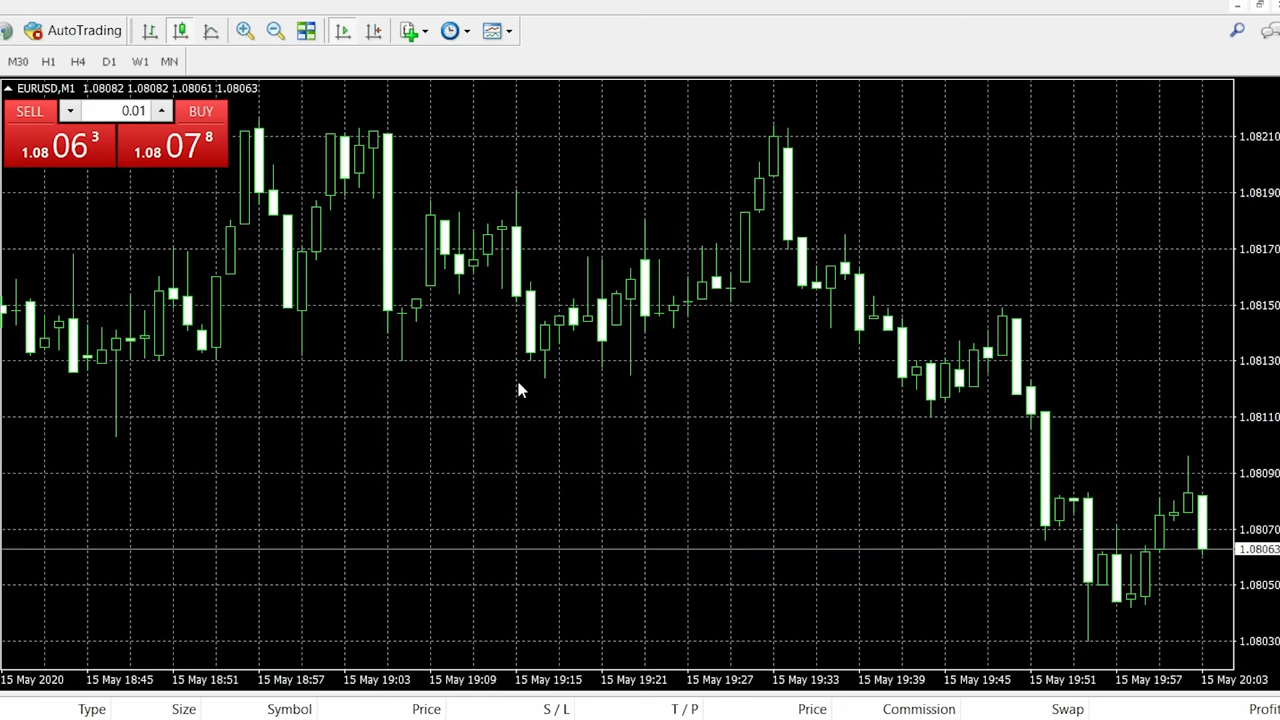 AutoTrading
M30 H1 H4 D1 W1 MN
EURUSD,M1 1.08082 1.08082 1.08061 1.08063
SELL 0.01 BUY
1.08 06 3 1.08 07 8
1.08210
1.08190
1.08170
1.08150
1.08130
1.08110
1.08090
1.08070
1.08063
1.08050
1.08030
15 May 2020 15 May 18:45 15 May 18:51 15 May 18:57 15 May 19:03 15 May 19:09 15 May 19:15 15 May 19:21 15 May 19:27 15 May 19:33 15 May 19:39 15 May 19:45 15 May 19:51 15 May 19:57 15 May 20:03
Type Size Symbol Price S / L T / P Price Commission Swap Profi